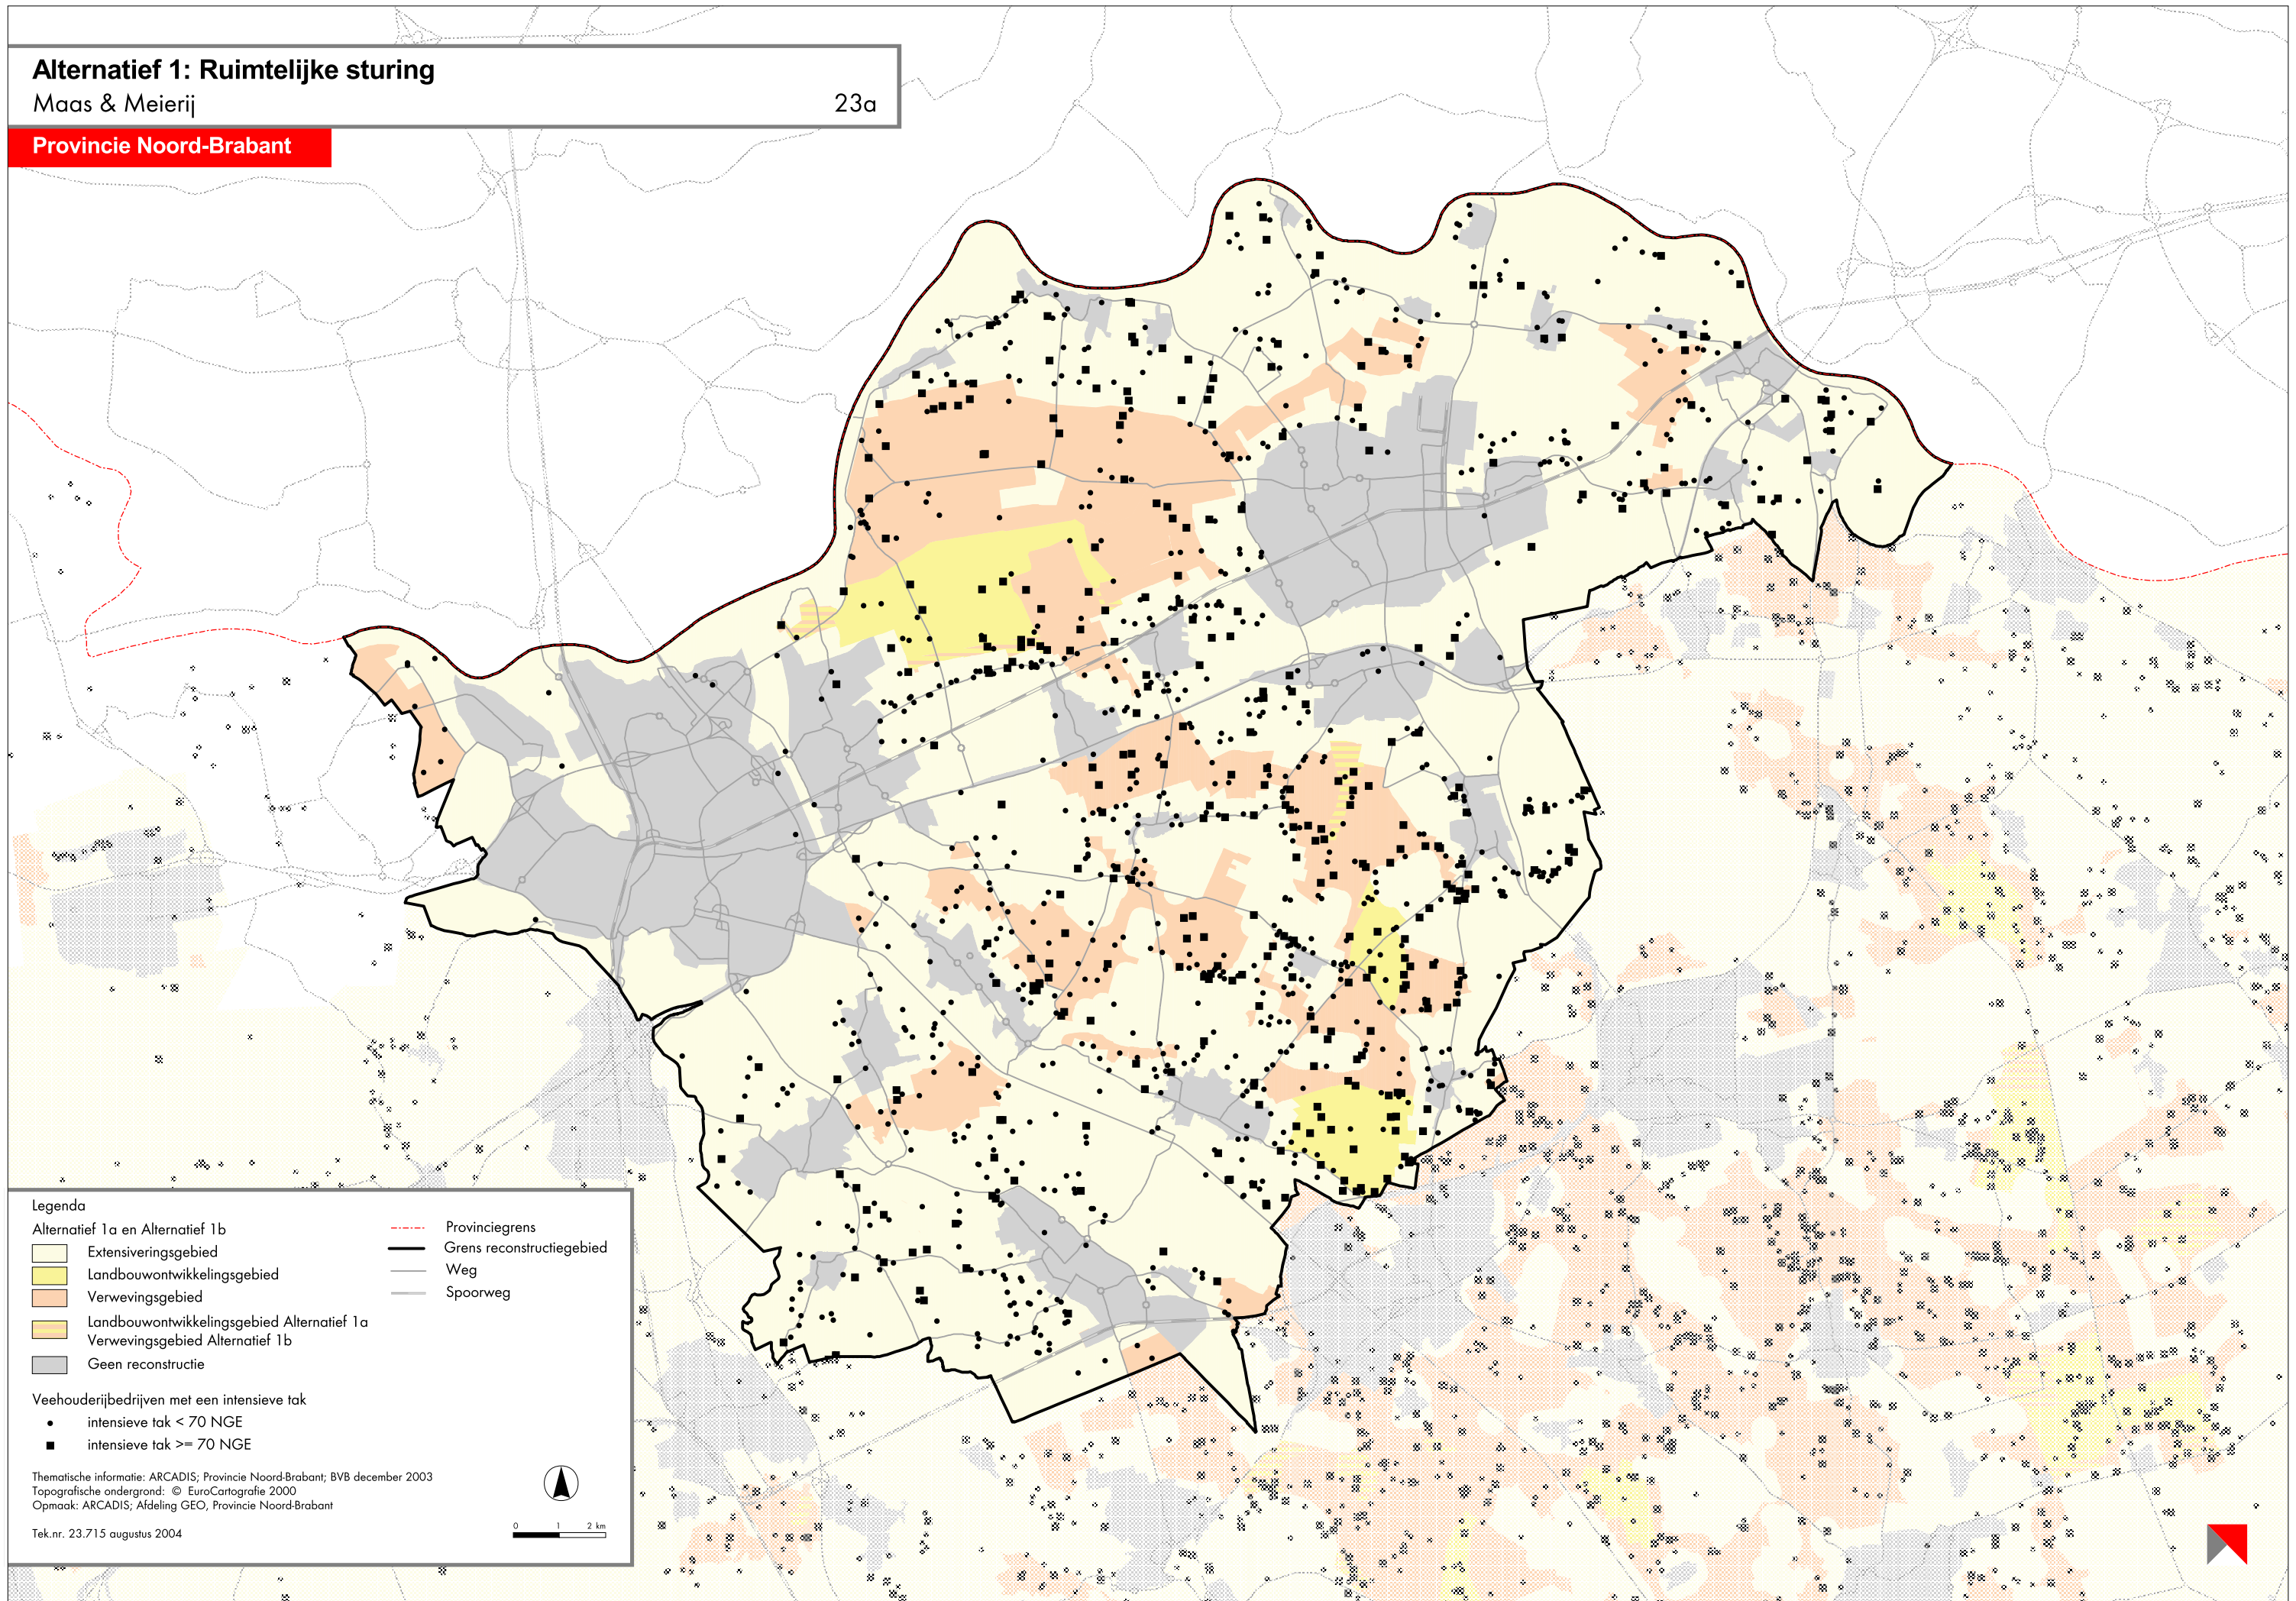 Alternatief 1: Ruimtelijke sturing
Maas & Meierij 23a
Provincie Noord-Brabant
Legenda
Alternatief 1a en Alternatief 1b
Extensiveringsgebied
Landbouwontwikkelingsgebied
Verwevingsgebied
Landbouwontwikkelingsgebied Alternatief 1a
Verwevingsgebied Alternatief 1b
Geen reconstructie
Provinciegrens
Grens reconstructiegebied
Weg
Spoorweg
Veehouderijbedrijven met een intensieve tak
intensieve tak < 70 NGE
intensieve tak >= 70 NGE
Thematische informatie: ARCADIS; Provincie Noord-Brabant; BVB december 2003
Topografische ondergrond: © EuroCartografie 2000
Opmaak: ARCADIS; Afdeling GEO, Provincie Noord-Brabant
Tek.nr. 23.715 augustus 2004
0 1 2 km